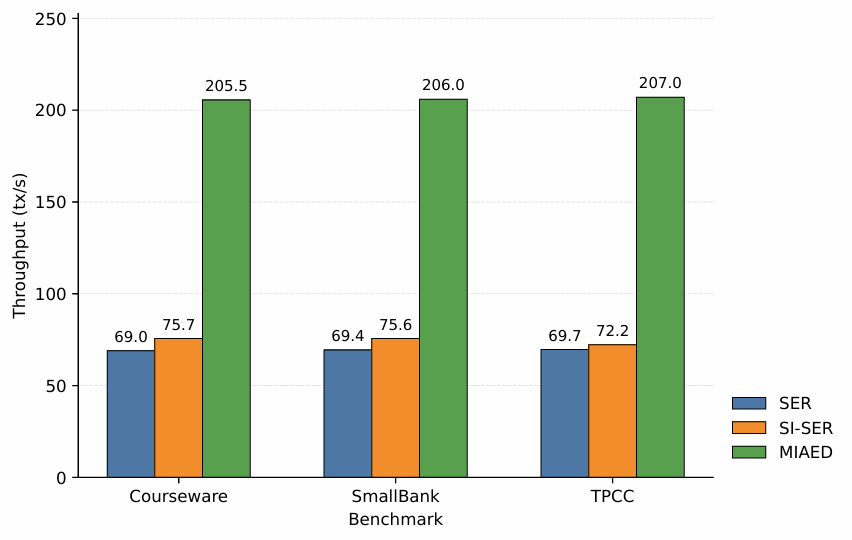 250
200
150
100
50
0
Throughput (tx/s)
69.0 75.7 205.5
69.4 75.6 206.0
69.7 72.2 207.0
Courseware SmallBank TPCC
Benchmark
SER
SI-SER
MIAED